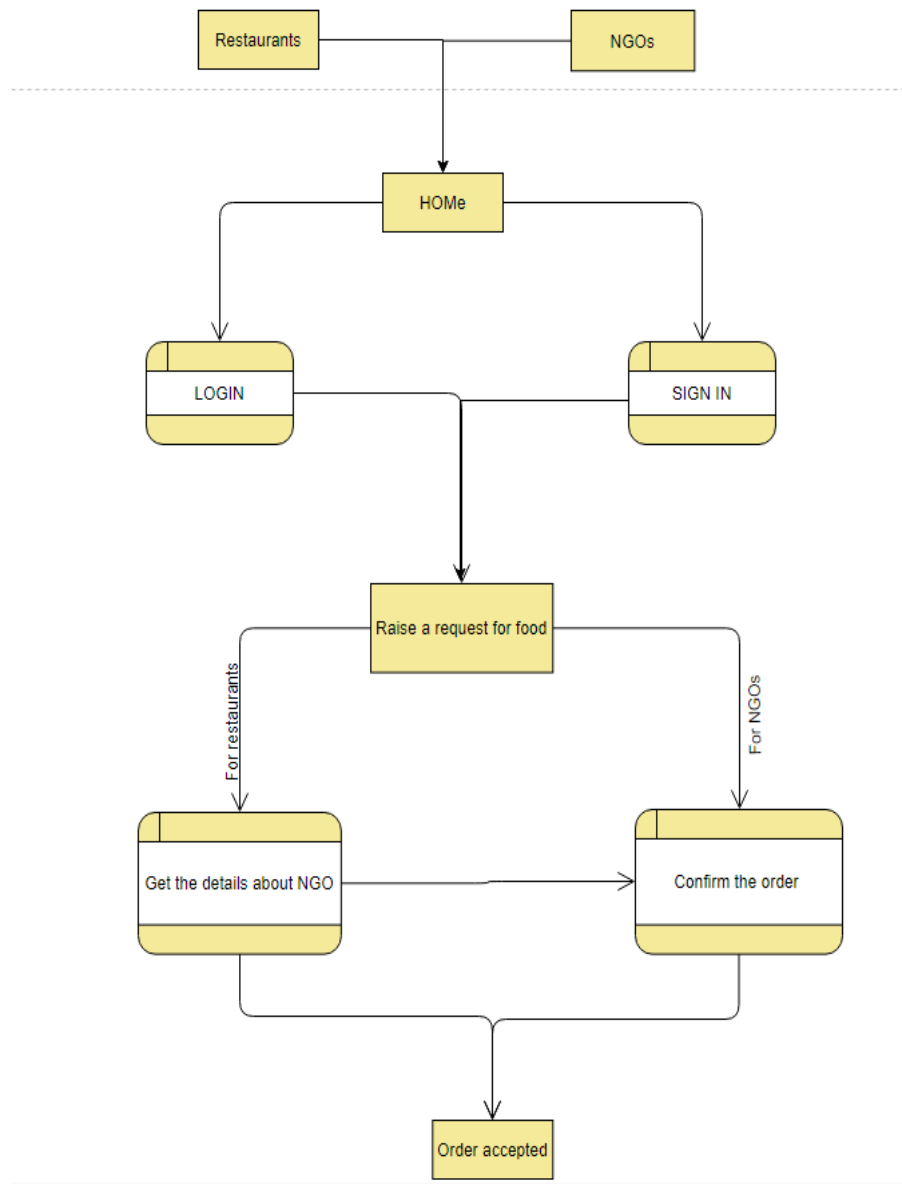 Restaurants
NGOs
HOMe
LOGIN
SIGN IN
Raise a request for food
For restaurants
For NGOs
Get the details about NGO
Confirm the order
Order accepted